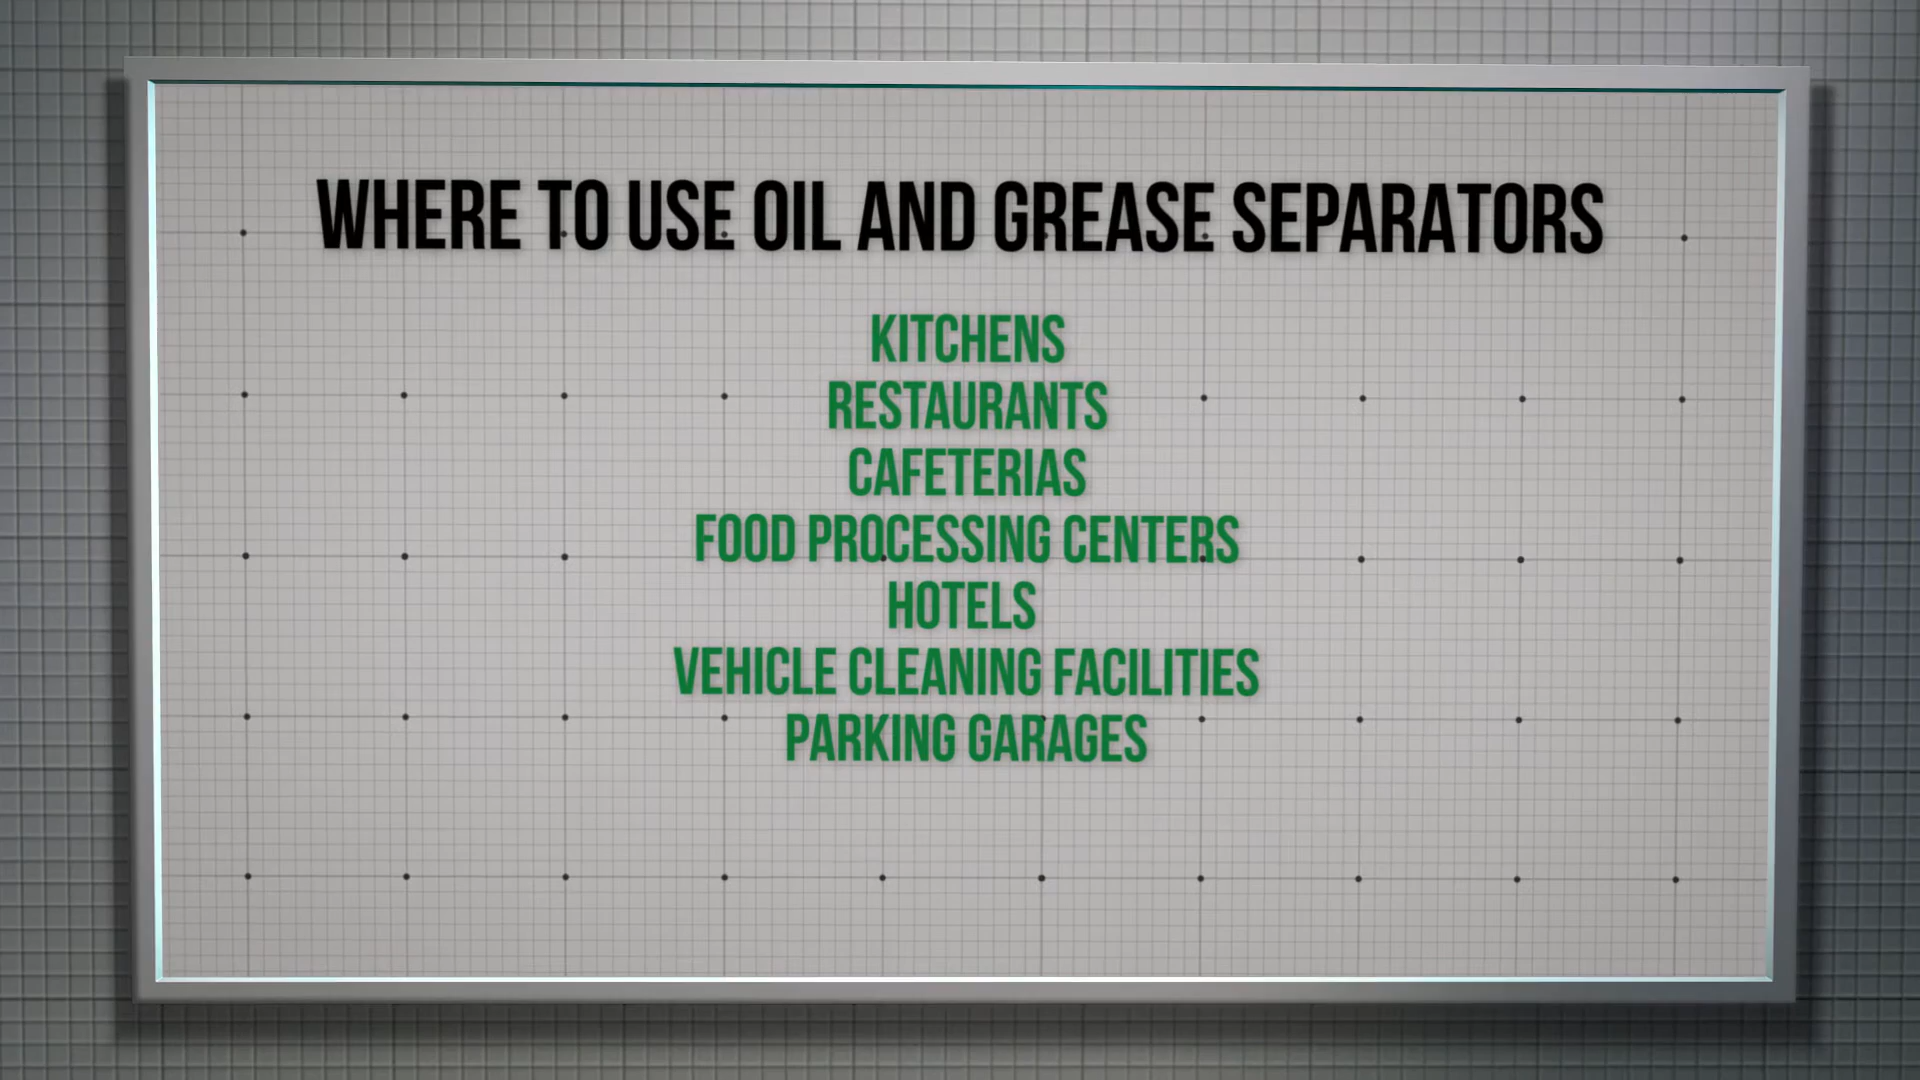 WHERE TO USE OIL AND GREASE SEPARATORS
KITCHENS
RESTAURANTS
CAFETERIAS
FOOD PROCESSING CENTERS
HOTELS
VEHICLE CLEANING FACILITIES
PARKING GARAGES